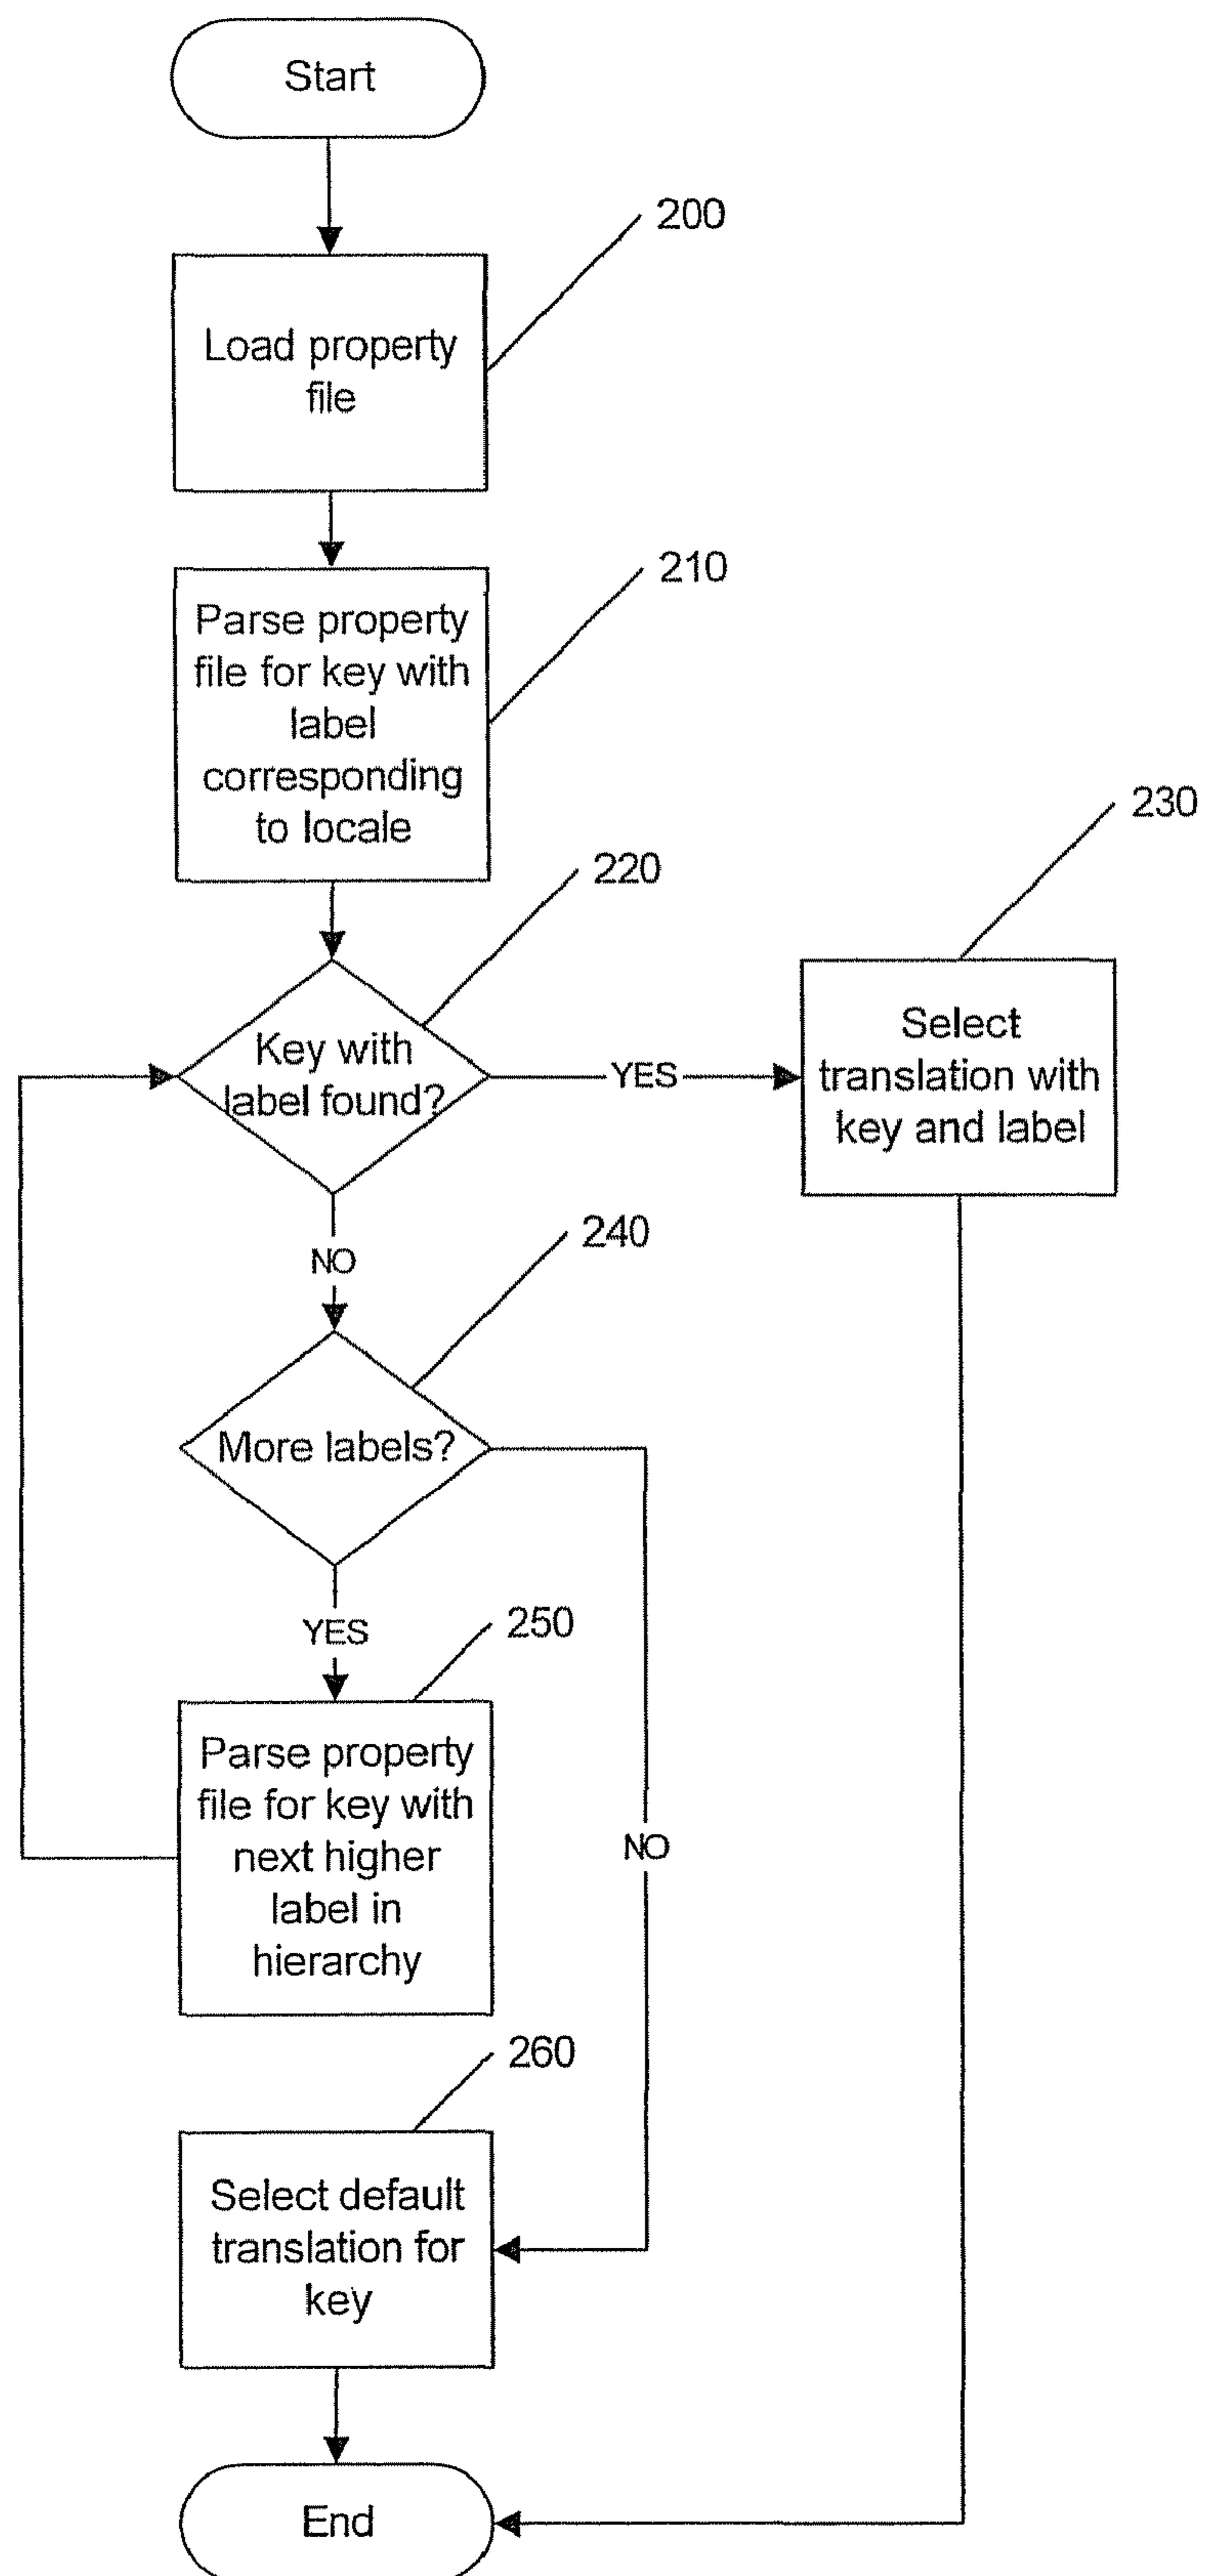 Start
200
Load property
file
210
Parse property
file for key with
label
corresponding
to locale
220
230
Key with
label found?
YES
Select
translation with
key and label
NO
240
More labels?
YES
250
Parse property
file for key with
next higher
label in
hierarchy
NO
260
Select default
translation for
key
End